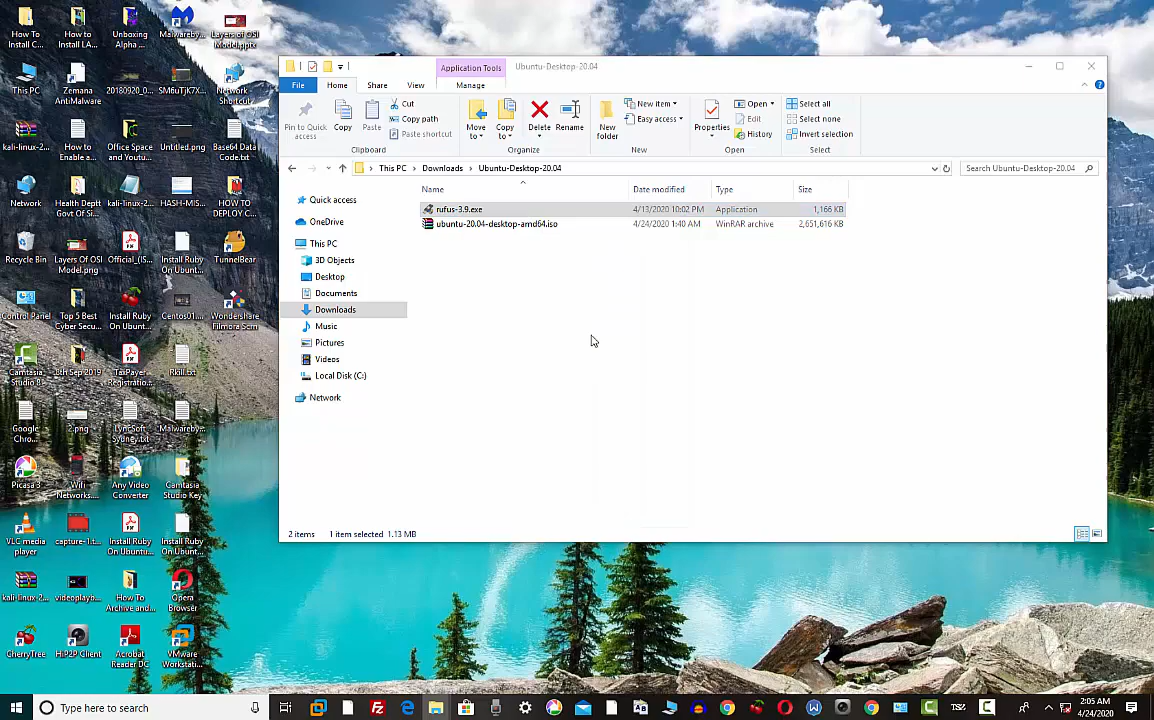 Application Tools
Ubuntu-Desktop-20.04
File
Home
Share
View
Manage
Pin to Quick access
Copy
Paste
Cut
Copy path
Paste shortcut
Clipboard
Move to
Copy to
Delete
Rename
Organize
New folder
New item
Easy access
New
Properties
Open
Edit
History
Open
Select all
Select none
Invert selection
Select
This PC > Downloads > Ubuntu-Desktop-20.04
Search Ubuntu-Desktop-20.04
Name
Date modified
Type
Size
rufus-3.9.exe
4/13/2020 10:02 PM
Application
1,166 KB
ubuntu-20.04-desktop-amd64.iso
4/24/2020 1:40 AM
WinRAR archive
2,651,616 KB
Quick access
OneDrive
This PC
3D Objects
Desktop
Documents
Downloads
Music
Pictures
Videos
Local Disk (C:)
Network
2 items
1 item selected 1.13 MB
How To Install C...
How to Install LA...
Unboxing Alpha ...
Malwareby...
Layers of OSI Model.pptx
This PC
Zemana AntiMalware
20180920_0...
SM6uTjK7X...
Network - Shortcut
kali-linux-2...
How to Enable a...
Office Space and Youtu...
Untitled.png
Base64 Data Code.txt
Network
Health Deptt Govt Of Si...
kali-linux-2...
HASH-MIS...
HOW TO DEPLOY C...
Recycle Bin
Layers Of OSI Model.png
Official_(IS...
Install Ruby On Ubunt...
TunnelBear
Control Panel
Top 5 Best Cyber Secu...
Install Ruby On Ubunt...
Centos01....
Wondershare Filmora Scrn
Camtasia Studio 8
8th Sep 2019
TaxPayer Registratio...
Rkill.txt
Google Chro...
2.png
LyncSoft Sydney.txt
Malwareby...
Picasa 3
Wifi Networks....
Any Video Converter
Camtasia Studio Key
VLC media player
capture-1.t...
Install Ruby On Ubuntu...
Install Ruby On Ubunt...
kali-linux-2...
videoplayb...
How To Archive and...
Opera Browser
CherryTree
HiP2P Client
Acrobat Reader DC
VMware Workstati...
Type here to search
2:05 AM
4/24/2020